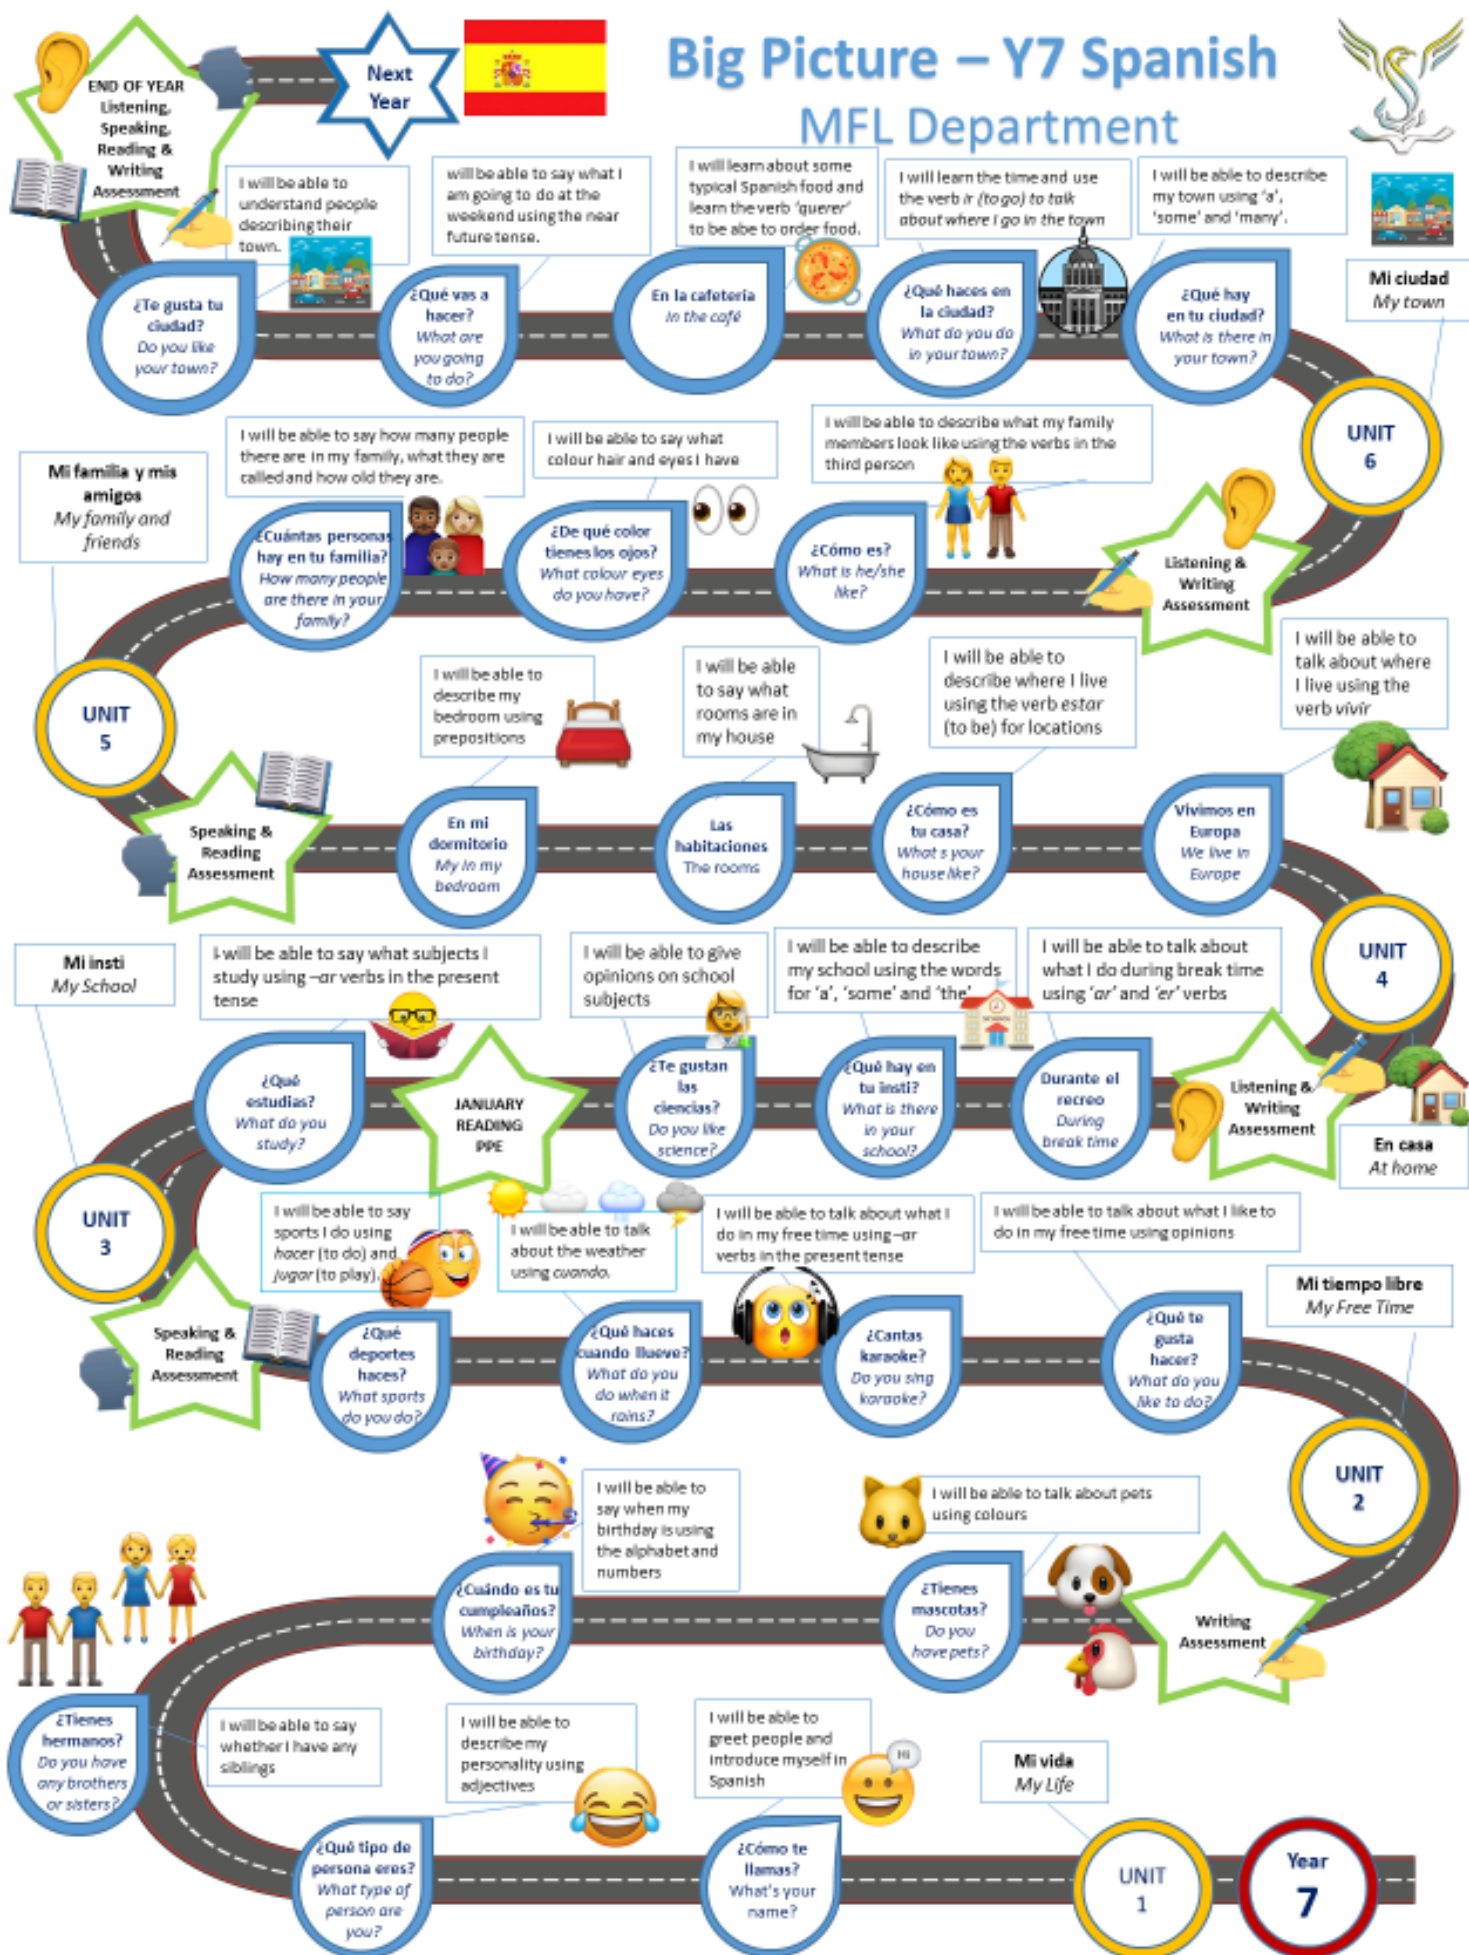 Big Picture – Y7 Spanish
MFL Department
END OF YEAR
Listening,
Speaking,
Reading &
Writing
Assessment
Next
Year
I will be able to
understand people
describing their
town.
will be able to say what I
am going to do at the
weekend using the near
future tense.
I will learn about some
typical Spanish food and
learn the verb ‘querer’
to be abe to order food.
I will learn the time and use
the verb ir (to go) to talk
about where I go in the town
I will be able to describe
my town using ‘a’,
‘some’ and ‘many’.
Mi ciudad
My town
¿Te gusta tu
ciudad?
Do you like
your town?
¿Qué vas a
hacer?
What are
you going
to do?
En la cafetería
In the café
¿Qué haces en
la ciudad?
What do you do
in your town?
¿Qué hay
en tu ciudad?
What is there in
your town?
UNIT
6
Mi familia y mis
amigos
My family and
friends
I will be able to say how many people
there are in my family, what they are
called and how old they are.
I will be able to say what
colour hair and eyes I have
I will be able to describe what my family
members look like using the verbs in the
third person
¿Cuántas personas
hay en tu familia?
How many people
are there in your
family?
¿De qué color
tienes los ojos?
What colour eyes
do you have?
¿Cómo es?
What is he/she
like?
Listening &
Writing
Assessment
UNIT
5
I will be able to
describe my
bedroom using
prepositions
I will be able
to say what
rooms are in
my house
I will be able to
describe where I live
using the verb estar
(to be) for locations
I will be able to
talk about where
I live using the
verb vivir
Speaking &
Reading
Assessment
En mi
dormitorio
My in my
bedroom
Las
habitaciones
The rooms
¿Cómo es
tu casa?
What s your
house like?
Vivimos en
Europa
We live in
Europe
UNIT
4
Mi insti
My School
I will be able to say what subjects I
study using –ar verbs in the present
tense
I will be able to give
opinions on school
subjects
I will be able to describe
my school using the words
for ‘a’, ‘some’ and ‘the’
I will be able to talk about
what I do during break time
using ‘ar’ and ‘er’ verbs
¿Qué
estudias?
What do you
study?
JANUARY
READING
PPE
¿Te gustan
las
ciencias?
Do you like
science?
¿Qué hay en
tu insti?
What is there
in your
school?
Durante el
recreo
During
break time
Listening &
Writing
Assessment
En casa
At home
UNIT
3
I will be able to say
sports I do using
hacer (to do) and
jugar (to play).
I will be able to talk
about the weather
using cuando.
I will be able to talk about what I
do in my free time using –ar
verbs in the present tense
I will be able to talk about what I like to
do in my free time using opinions
Mi tiempo libre
My Free Time
Speaking &
Reading
Assessment
¿Qué
deportes
haces?
What sports
do you do?
¿Qué haces
cuando llueve?
What do you
do when it
rains?
¿Cantas
karaoke?
Do you sing
karaoke?
¿Qué te
gusta
hacer?
What do you
like to do?
UNIT
2
I will be able to
say when my
birthday is using
the alphabet and
numbers
I will be able to talk about pets
using colours
¿Cuándo es tu
cumpleaños?
When is your
birthday?
¿Tienes
mascotas?
Do you
have pets?
Writing
Assessment
¿Tienes
hermanos?
Do you have
any brothers
or sisters?
I will be able to say
whether i have any
siblings
I will be able to
describe my
personality using
adjectives
I will be able to
greet people and
introduce myself in
Spanish
HI
Mi vida
My Life
¿Qué tipo de
persona eres?
What type of
person are
you?
¿Cómo te
llamas?
What's your
name?
UNIT
1
Year
7